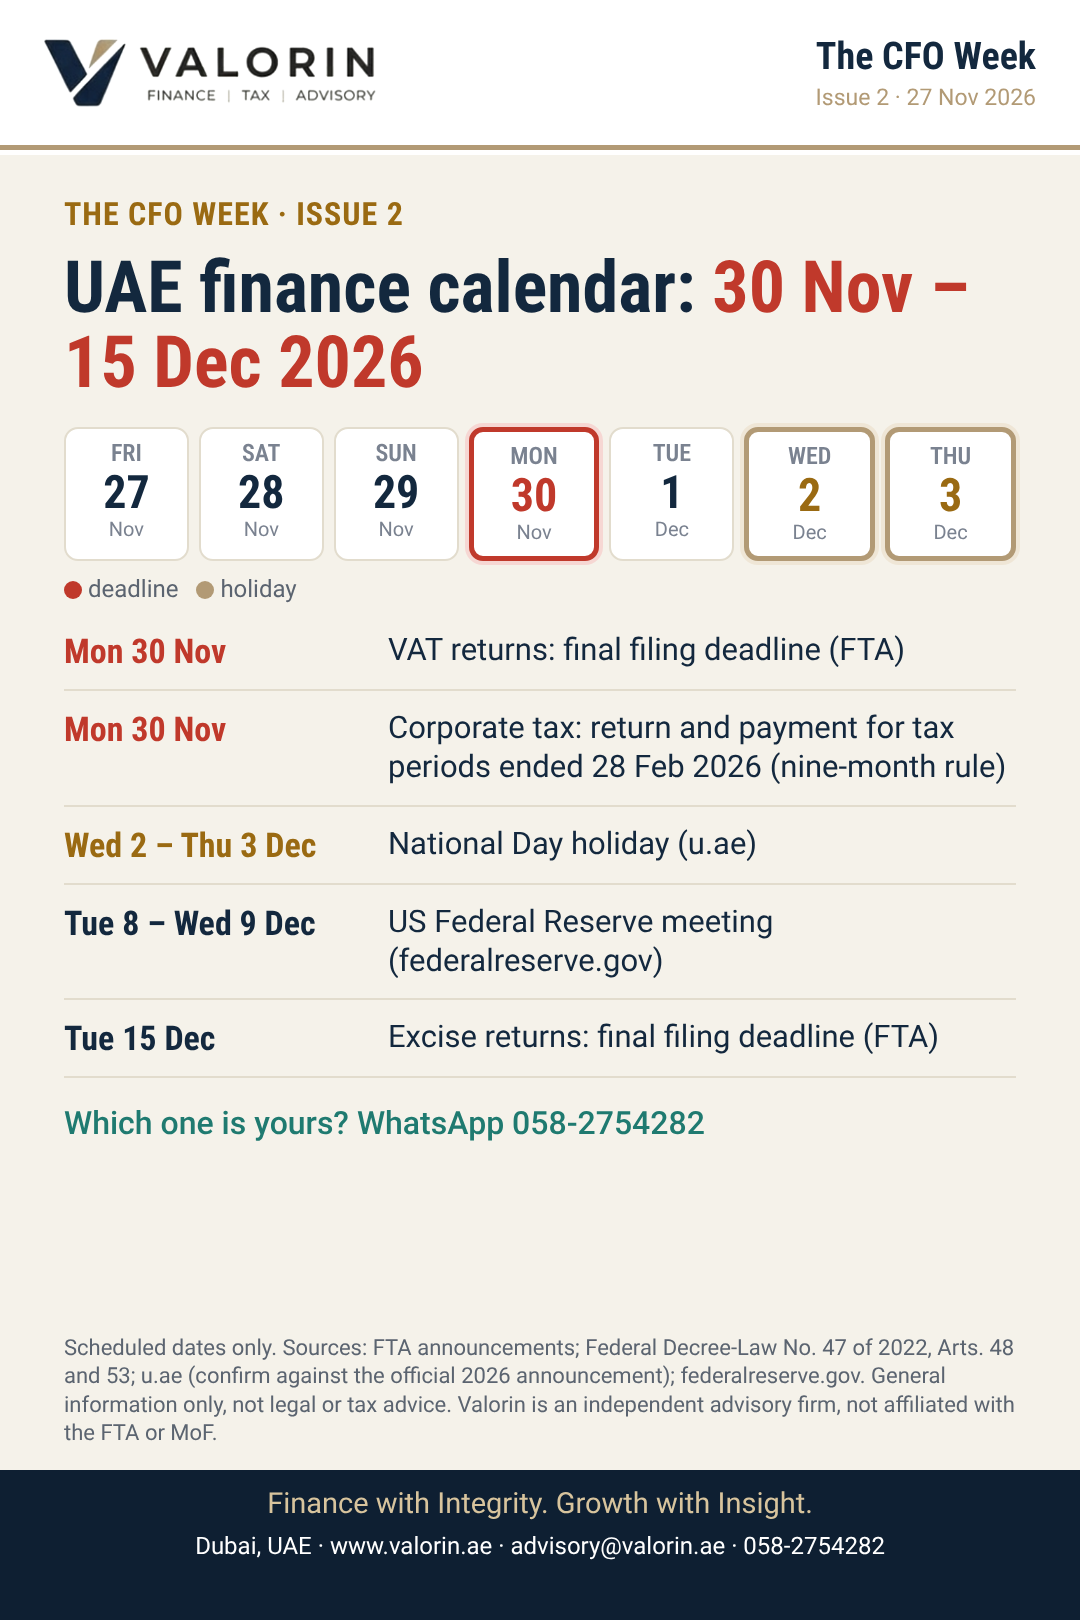 VALORIN
FINANCE | TAX | ADVISORY
The CFO Week
Issue 2 · 27 Nov 2026
THE CFO WEEK · ISSUE 2
UAE finance calendar: 30 Nov –
15 Dec 2026
FRI
27
Nov
SAT
28
Nov
SUN
29
Nov
MON
30
Nov
TUE
1
Dec
WED
2
Dec
THU
3
Dec
deadline holiday
Mon 30 Nov
VAT returns: final filing deadline (FTA)
Mon 30 Nov
Corporate tax: return and payment for tax
periods ended 28 Feb 2026 (nine-month rule)
Wed 2 – Thu 3 Dec
National Day holiday (u.ae)
Tue 8 – Wed 9 Dec
US Federal Reserve meeting
(federalreserve.gov)
Tue 15 Dec
Excise returns: final filing deadline (FTA)
Which one is yours? WhatsApp 058-2754282
Scheduled dates only. Sources: FTA announcements; Federal Decree-Law No. 47 of 2022, Arts. 48
and 53; u.ae (confirm against the official 2026 announcement); federalreserve.gov. General
information only, not legal or tax advice. Valorin is an independent advisory firm, not affiliated with
the FTA or MoF.
Finance with Integrity. Growth with Insight.
Dubai, UAE · www.valorin.ae · advisory@valorin.ae · 058-2754282